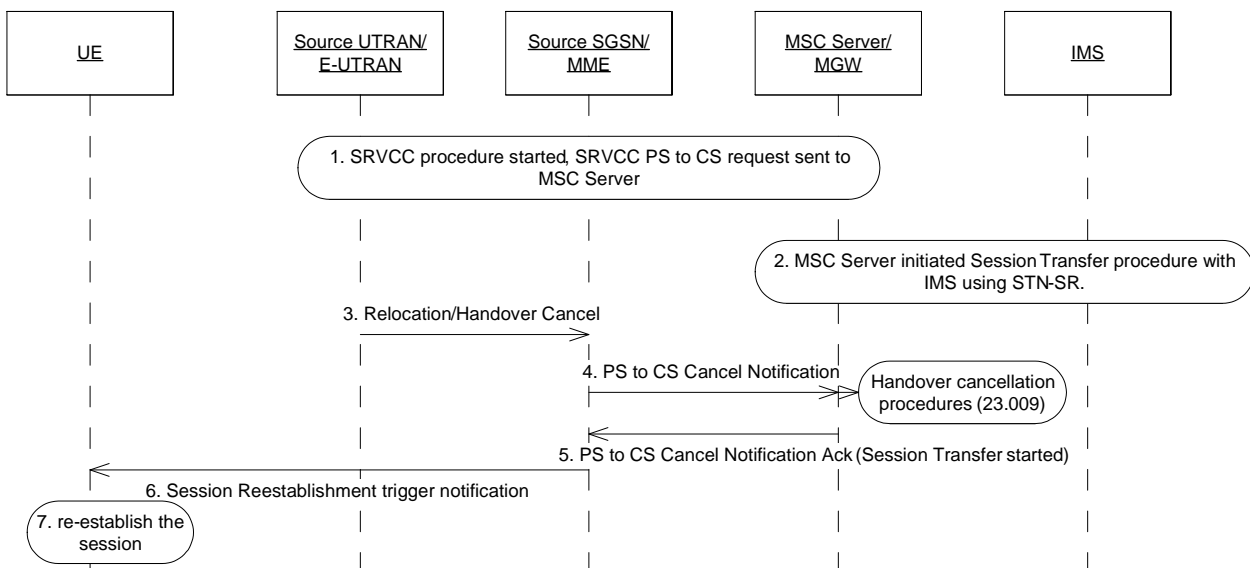 UE
Source UTRAN/
E-UTRAN
Source SGSN/
MME
MSC Server/
MGW
IMS
1. SRVCC procedure started, SRVCC PS to CS request sent to
MSC Server
2. MSC Server initiated Session Transfer procedure with
IMS using STN-SR.
3. Relocation/Handover Cancel
4. PS to CS Cancel Notification
Handover cancellation
procedures (23.009)
5. PS to CS Cancel Notification Ack (Session Transfer started)
6. Session Reestablishment trigger notification
7. re-establish the
session